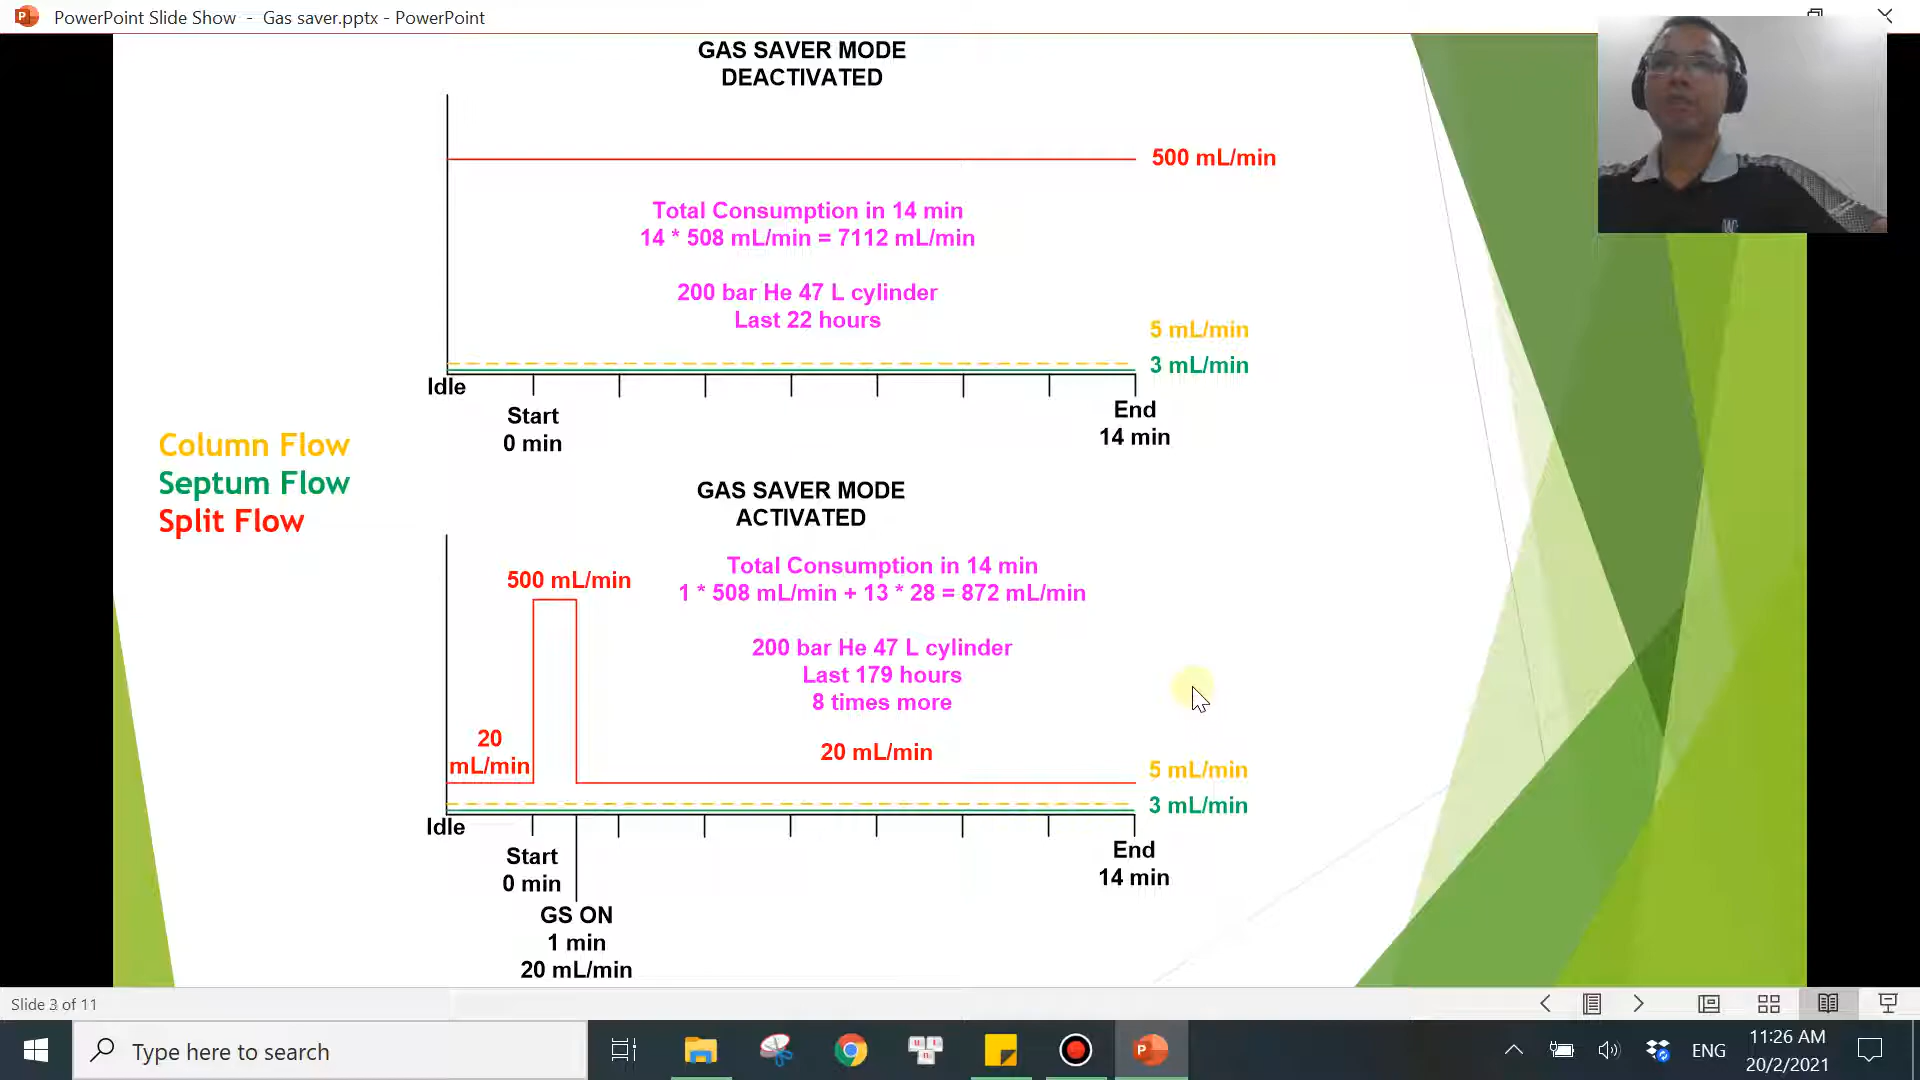 PowerPoint Slide Show - Gas saver.pptx - PowerPoint
GAS SAVER MODE
DEACTIVATED
500 mL/min
Total Consumption in 14 min
14 * 508 mL/min = 7112 mL/min
200 bar He 47 L cylinder
Last 22 hours
5 mL/min
3 mL/min
Idle
Start
0 min
End
14 min
Column Flow
Septum Flow
Split Flow
GAS SAVER MODE
ACTIVATED
Total Consumption in 14 min
500 mL/min
1 * 508 mL/min + 13 * 28 = 872 mL/min
200 bar He 47 L cylinder
Last 179 hours
8 times more
20
mL/min
20 mL/min
5 mL/min
3 mL/min
Idle
Start
0 min
End
14 min
GS ON
1 min
20 mL/min
Slide 3 of 11
Type here to search
ENG
11:26 AM
20/2/2021